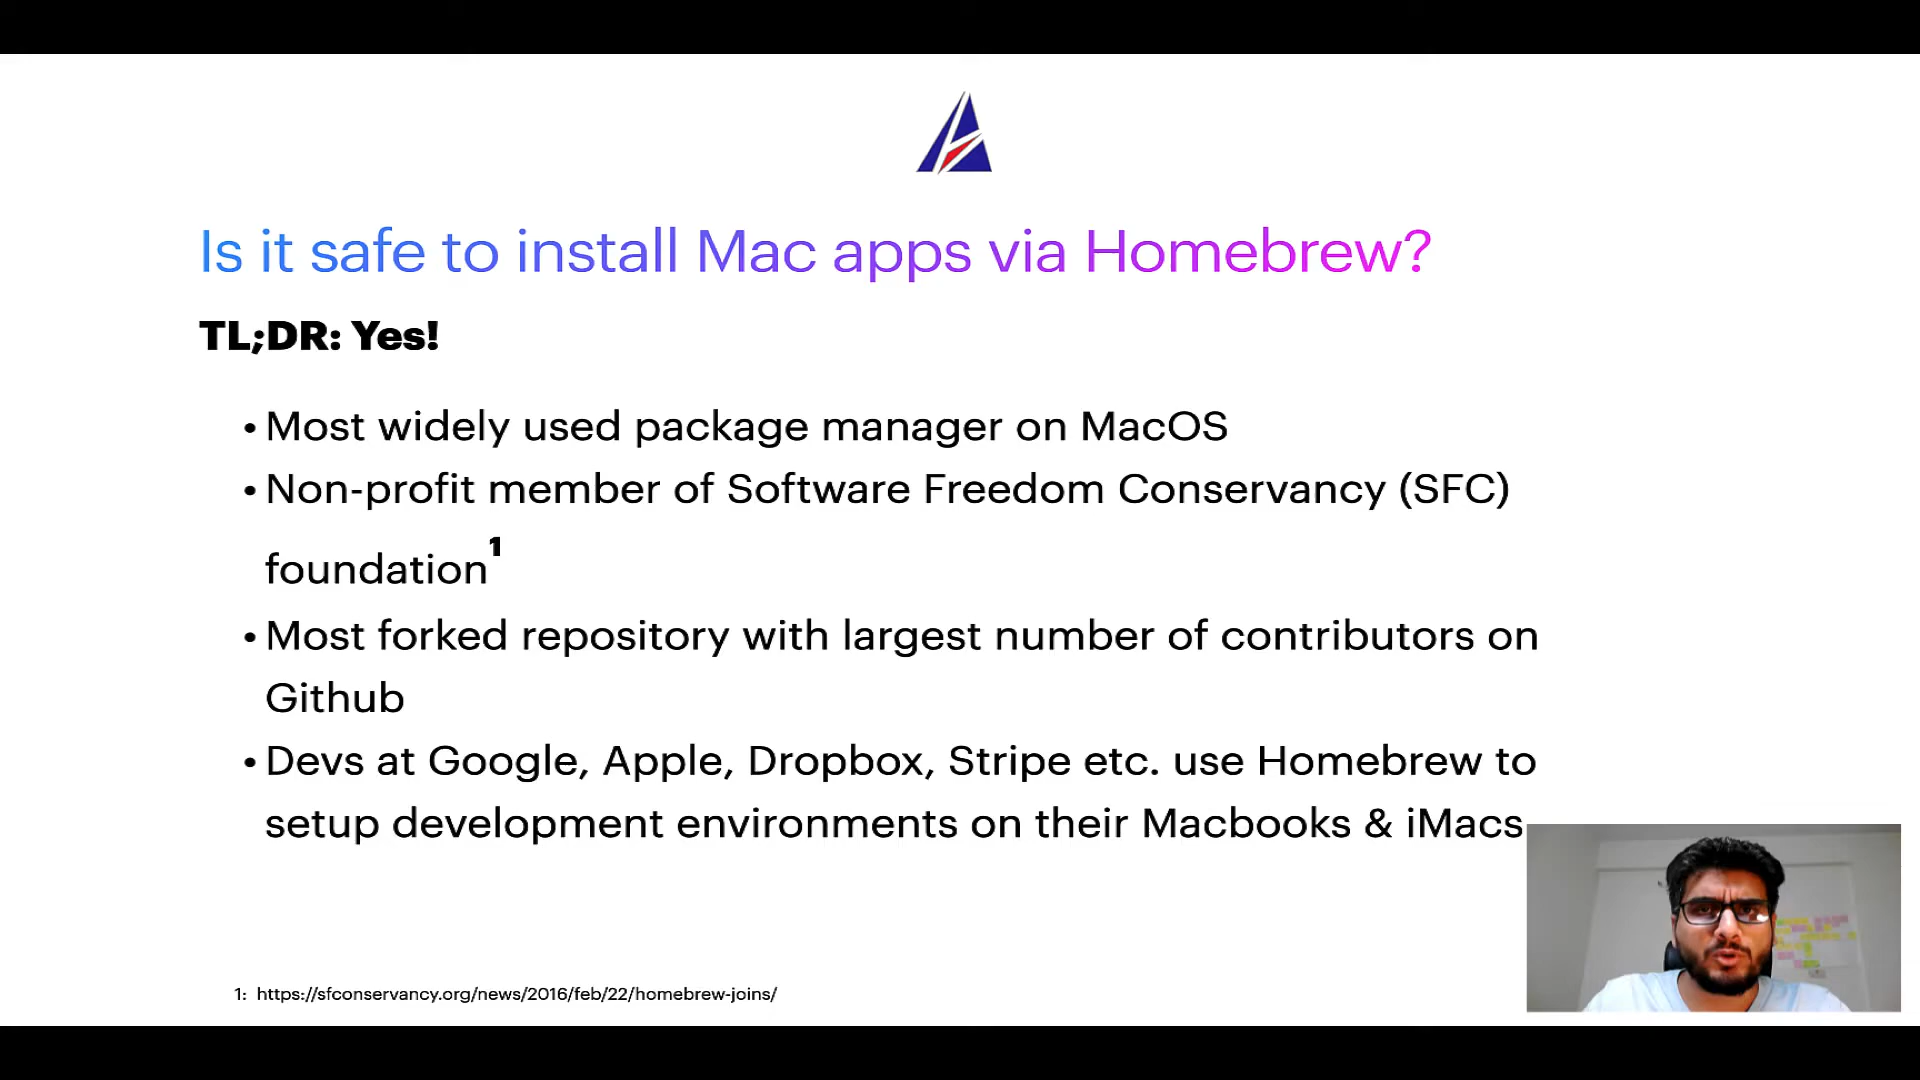 Is it safe to install Mac apps via Homebrew?
TL;DR: Yes!
• Most widely used package manager on MacOS
• Non-profit member of Software Freedom Conservancy (SFC)
foundation1
• Most forked repository with largest number of contributors on
Github
• Devs at Google, Apple, Dropbox, Stripe etc. use Homebrew to
setup development environments on their Macbooks & iMacs
1: https://sfconservancy.org/news/2016/feb/22/homebrew-joins/